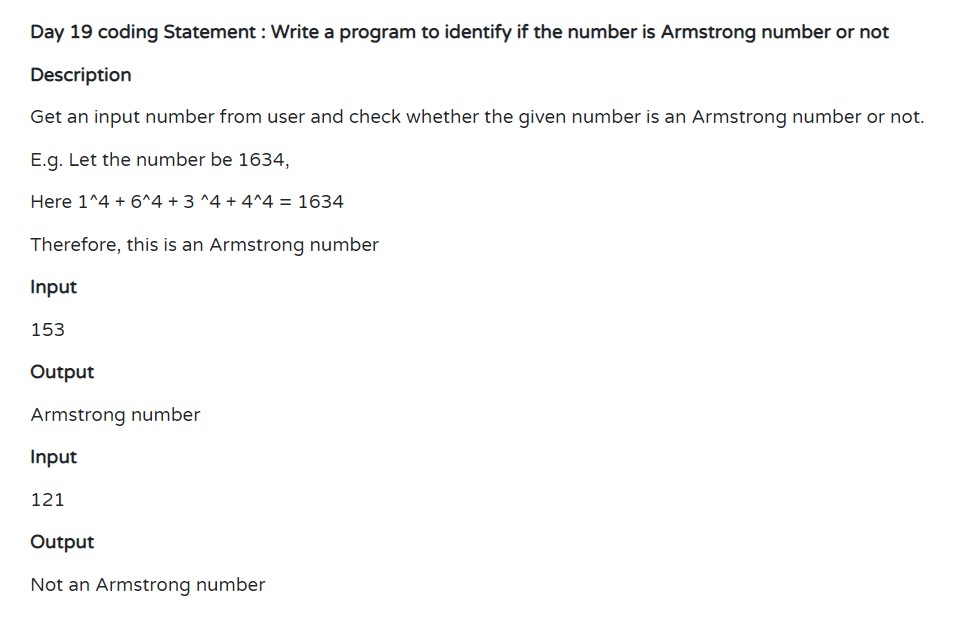 Day 19 coding Statement : Write a program to identify if the number is Armstrong number or not
Description
Get an input number from user and check whether the given number is an Armstrong number or not.
E.g. Let the number be 1634,
Here 1^4 + 6^4 + 3 ^4 + 4^4 = 1634
Therefore, this is an Armstrong number
Input
153
Output
Armstrong number
Input
121
Output
Not an Armstrong number